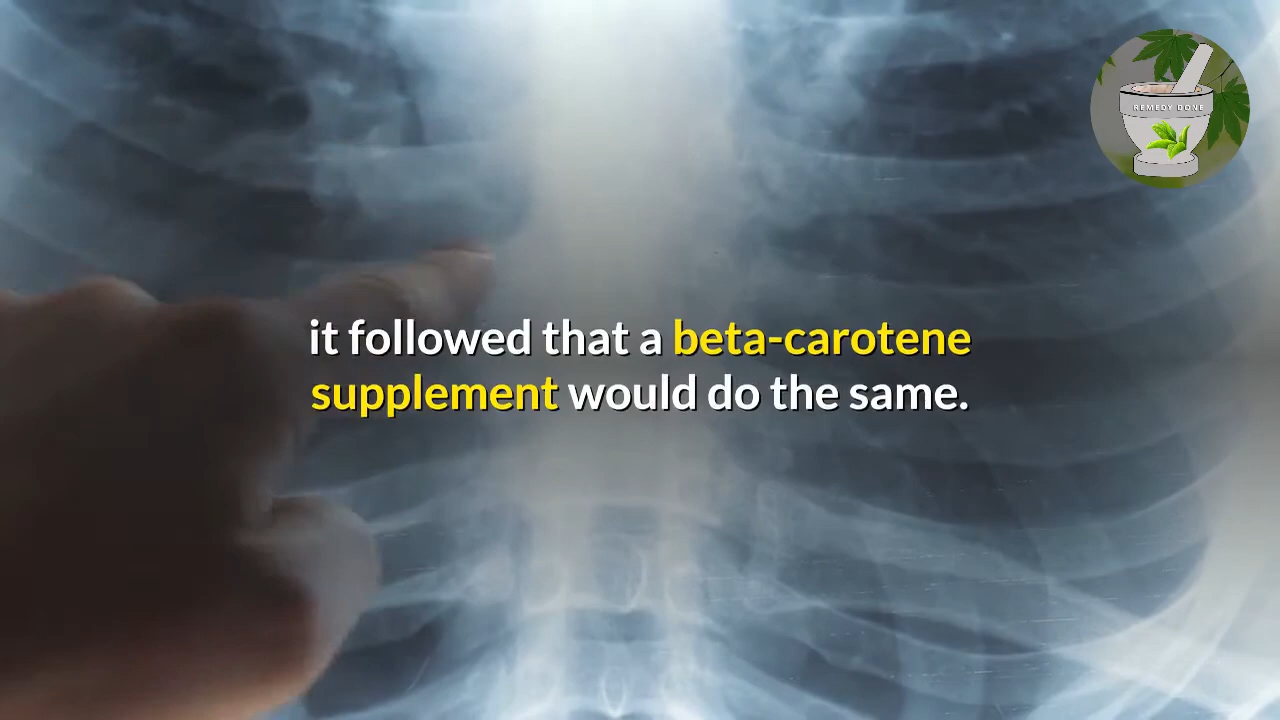 REMEDY DONE
it followed that a beta-carotene
supplement would do the same.